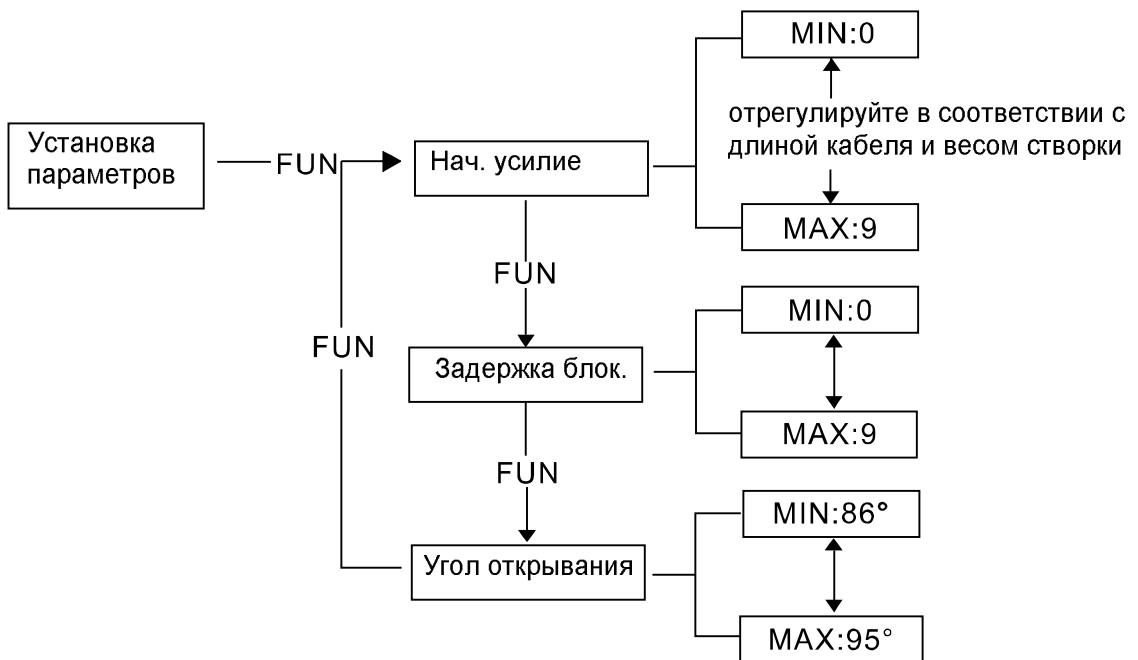 MIN:0
отрегулируйте в соответствии с
длиной кабеля и весом створки
MAX:9
Установка
параметров
FUN
Нач. усилие
FUN
MIN:0
FUN
Задержка блок.
MAX:9
FUN
MIN:86°
Угол открывания
MAX:95°